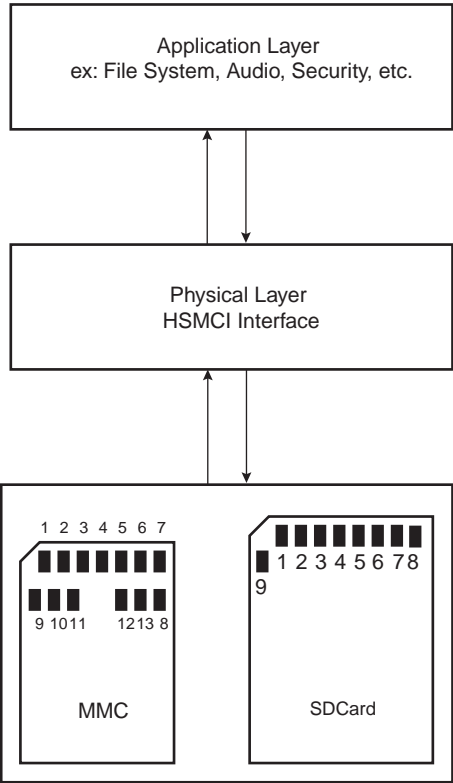 Application Layer
ex: File System, Audio, Security, etc.
Physical Layer
HSMCI Interface
1 2 3 4 5 6 7
9 10 11 12 13 8
MMC
1 2 3 4 5 6 7 8
9
SDCard